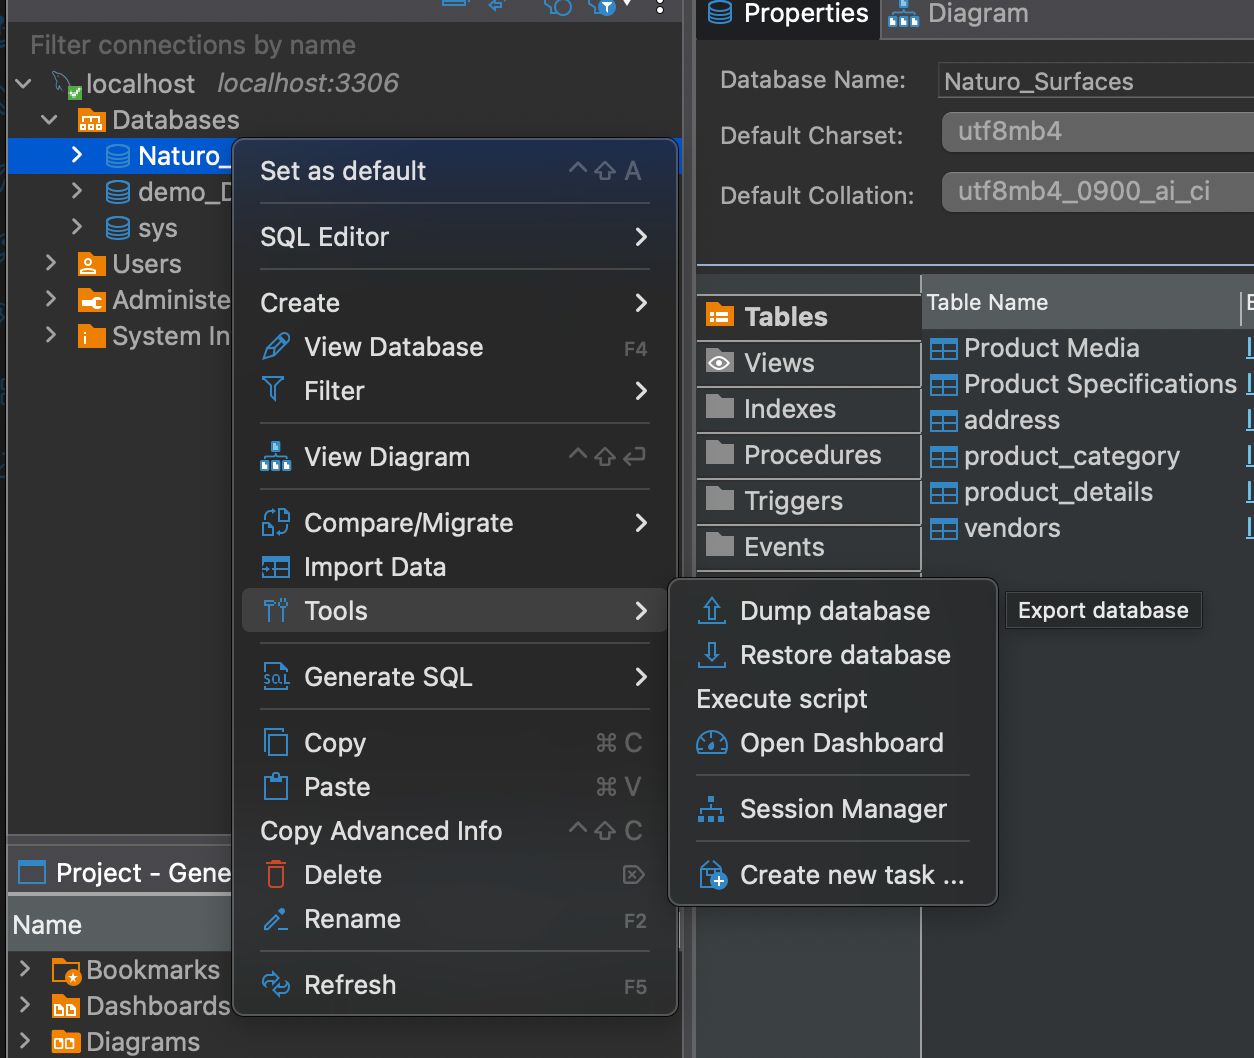 Filter connections by name
localhost localhost:3306
Databases
Naturo_
demo_D
sys
Users
Administe
System In
Project - Gene
Name
Bookmarks
Dashboards
Diagrams
Set as default ^⇧ A
SQL Editor
Create
View Database F4
Filter
View Diagram ^⇧↩
Compare/Migrate
Import Data
Tools
Generate SQL
Copy ⌘ C
Paste ⌘ V
Copy Advanced Info ^⇧ C
Delete ⌦
Rename F2
Refresh F5
Dump database
Restore database
Execute script
Open Dashboard
Session Manager
Create new task ...
Export database
Properties Diagram
Database Name: Naturo_Surfaces
Default Charset: utf8mb4
Default Collation: utf8mb4_0900_ai_ci
Tables
Views
Indexes
Procedures
Triggers
Events
Table Name
Product Media
Product Specifications
address
product_category
product_details
vendors